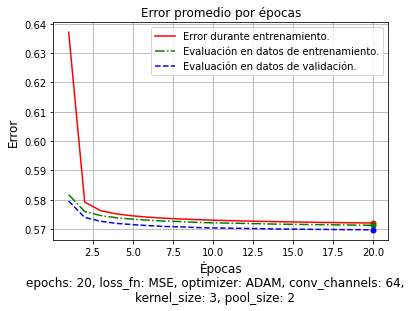 Error promedio por épocas
Error durante entrenamiento.
Evaluación en datos de entrenamiento.
Evaluación en datos de validación.
Error
0.64
0.63
0.62
0.61
0.60
0.59
0.58
0.57
2.5 5.0 7.5 10.0 12.5 15.0 17.5 20.0
Épocas
epochs: 20, loss_fn: MSE, optimizer: ADAM, conv_channels: 64,
kernel_size: 3, pool_size: 2